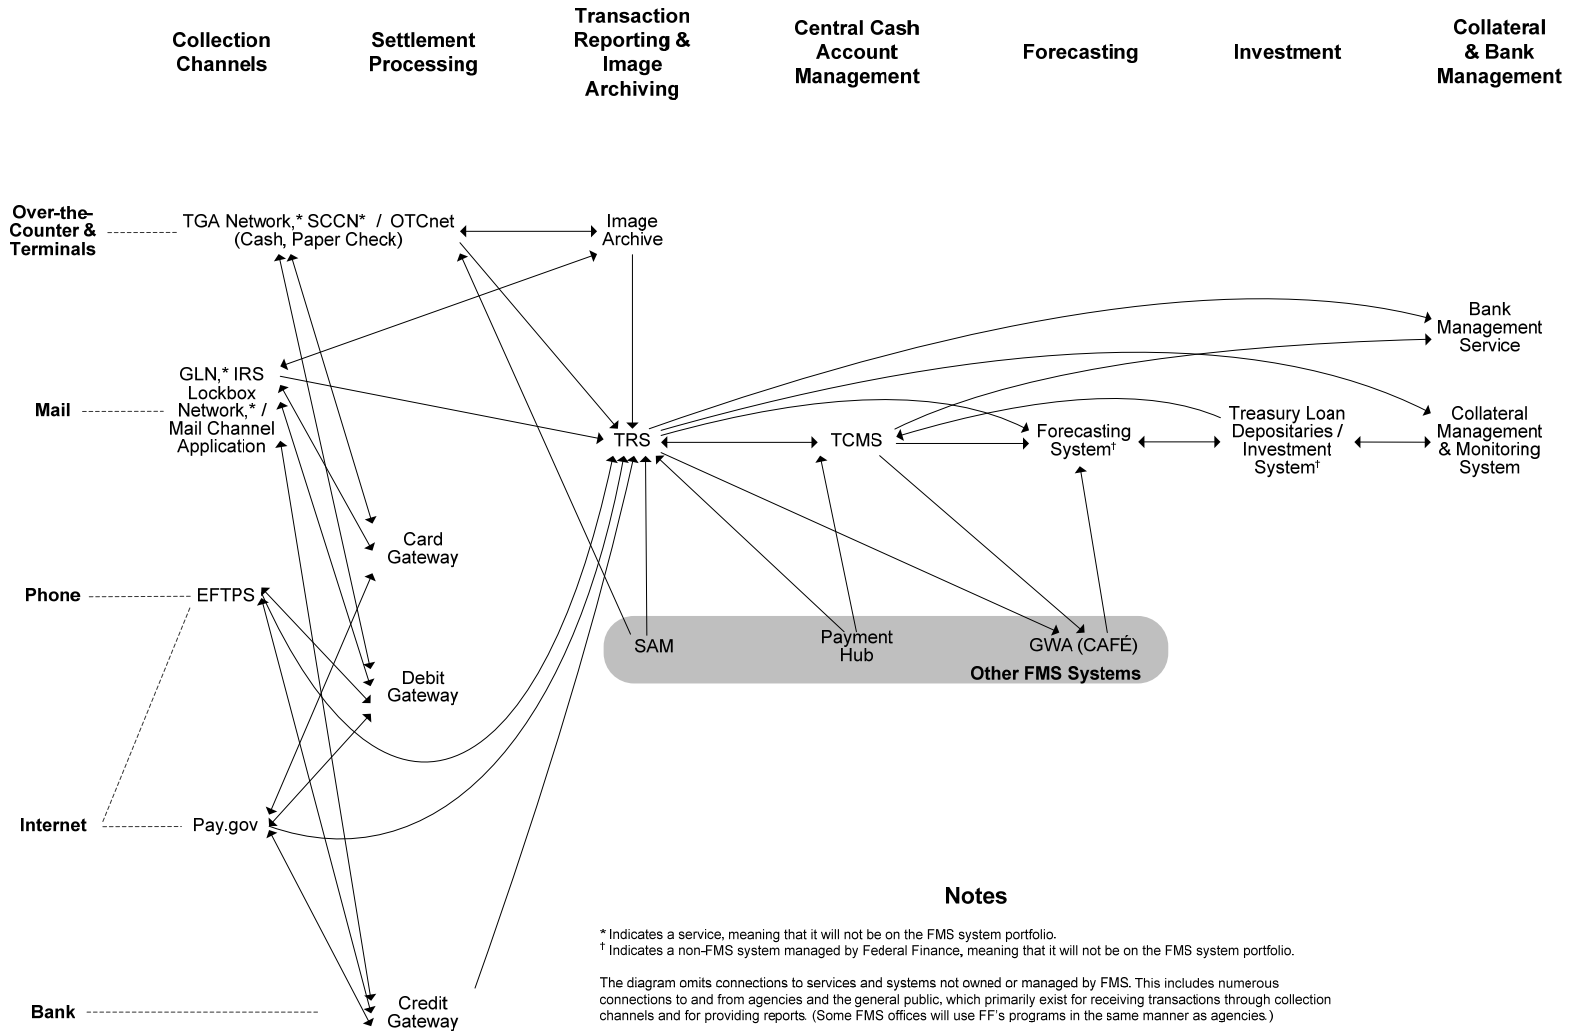 Collection
Channels
Settlement
Processing
Transaction
Reporting &
Image
Archiving
Central Cash
Account
Management
Forecasting
Investment
Collateral
& Bank
Management
Over-the-
Counter &
Terminals
TGA Network,* SCCN* / OTCnet
(Cash, Paper Check)
Image
Archive
Bank
Management
Service
Mail
GLN,* IRS
Lockbox
Network,* /
Mail Channel
Application
TRS
TCMS
Forecasting
System†
Treasury Loan
Depositaries /
Investment
System†
Collateral
Management
& Monitoring
System
Card
Gateway
Phone
EFTPS
SAM
Payment
Hub
GWA (CAFÉ)
Other FMS Systems
Debit
Gateway
Internet
Pay.gov
Bank
Credit
Gateway
Notes
* Indicates a service, meaning that it will not be on the FMS system portfolio.
† Indicates a non-FMS system managed by Federal Finance, meaning that it will not be on the FMS system portfolio.
The diagram omits connections to services and systems not owned or managed by FMS. This includes numerous
connections to and from agencies and the general public, which primarily exist for receiving transactions through collection
channels and for providing reports. (Some FMS offices will use FF's programs in the same manner as agencies.)